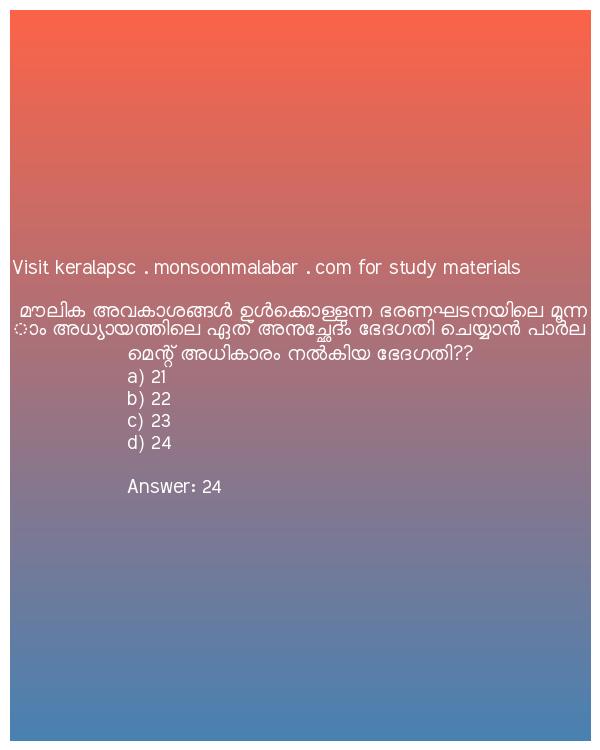 Visit keralapsc . monsoonmalabar . com for study materials
മൗലിക അവകാശങ്ങൾ ഉൾക്കൊള്ളുന്ന ഭരണഘടനയിലെ മൂന്ന
ാം അധ്യായത്തിലെ ഏത് അനുച്ഛേദം ഭേദഗതി ചെയ്യാൻ പാർല
മെന്റ് അധികാരം നൽകിയ ഭേദഗതി??
a) 21
b) 22
c) 23
d) 24
Answer: 24